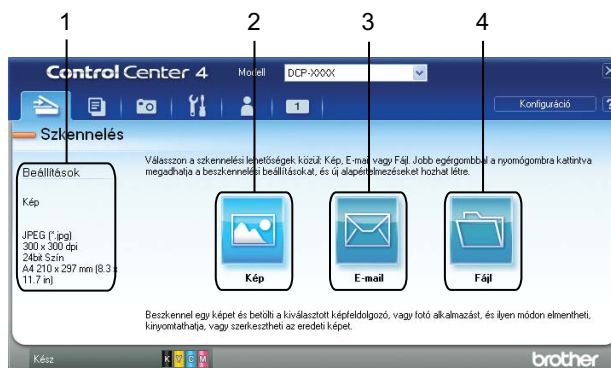 1 2 3 4
Control Center 4 Modell DCP-XXXX X
1 Konfiguráció ?
Szkennelés
Válasszon a szkennelési lehetőségek közül: Kép, E-mail vagy Fájl. Jobb egérgombbal a nyomógombra kattintva
megadhatja a beszkennelési beállításokat, és új alapértelmezéseket hozhat létre.
Beállítások
Kép
JPEG (*.jpg)
300 x 300 dpi
24bit Szín
A4 210 x 297 mm (8.3 x
11.7 in)
Kép E-mail Fájl
Beszkennel egy képet és betölti a kiválasztott képfeldolgozó, vagy fotó alkalmazást, és ilyen módon elmentheti,
kinyomtathatja, vagy szerkesztheti az eredeti képet.
Kész K Y C M brother